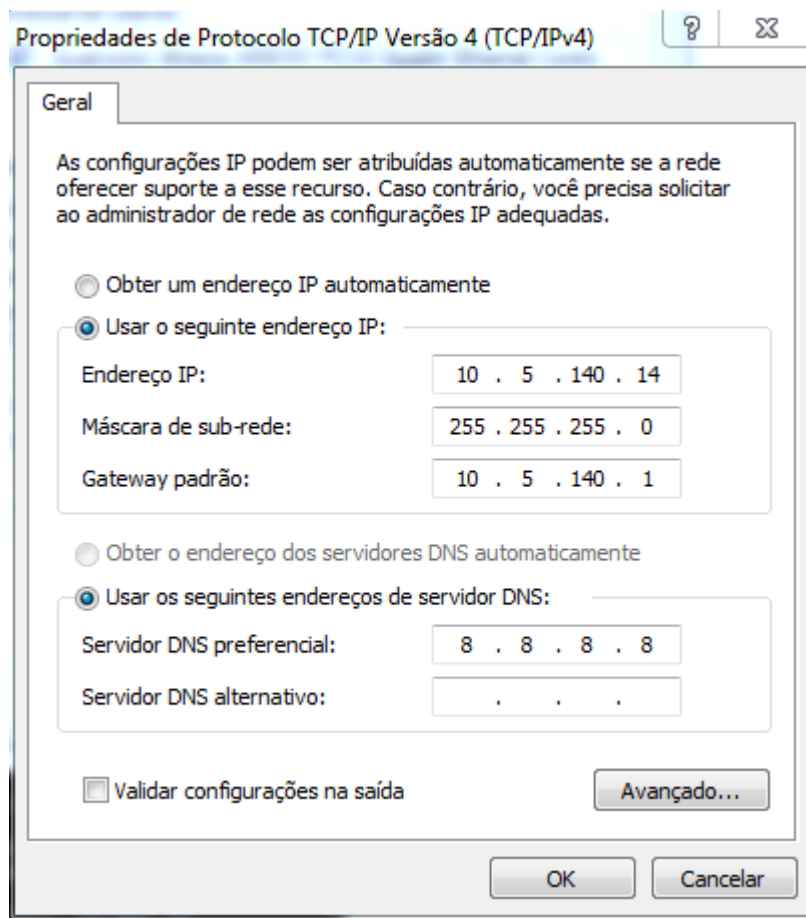 Propriedades de Protocolo TCP/IP Versão 4 (TCP/IPv4)
?
Geral
As configurações IP podem ser atribuídas automaticamente se a rede
oferecer suporte a esse recurso. Caso contrário, você precisa solicitar
ao administrador de rede as configurações IP adequadas.
Obter um endereço IP automaticamente
Usar o seguinte endereço IP:
Endereço IP: 10 . 5 . 140 . 14
Máscara de sub-rede: 255 . 255 . 255 . 0
Gateway padrão: 10 . 5 . 140 . 1
Obter o endereço dos servidores DNS automaticamente
Usar os seguintes endereços de servidor DNS:
Servidor DNS preferencial: 8 . 8 . 8 . 8
Servidor DNS alternativo: . . .
Validar configurações na saída
Avançado...
OK Cancelar